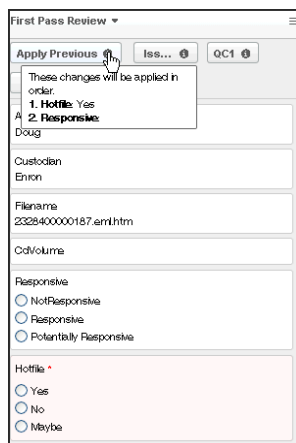 First Pass Review
Apply Previous Iss... QC1
These changes will be applied in
order.
1. Hotfile: Yes
2. Responsive:
A
Doug
Custodian
Enron
Filename
2328400000187.eml.htm
CdVolume
Responsive
NotResponsive
Responsive
Potentially Responsive
Hotfile *
Yes
No
Maybe